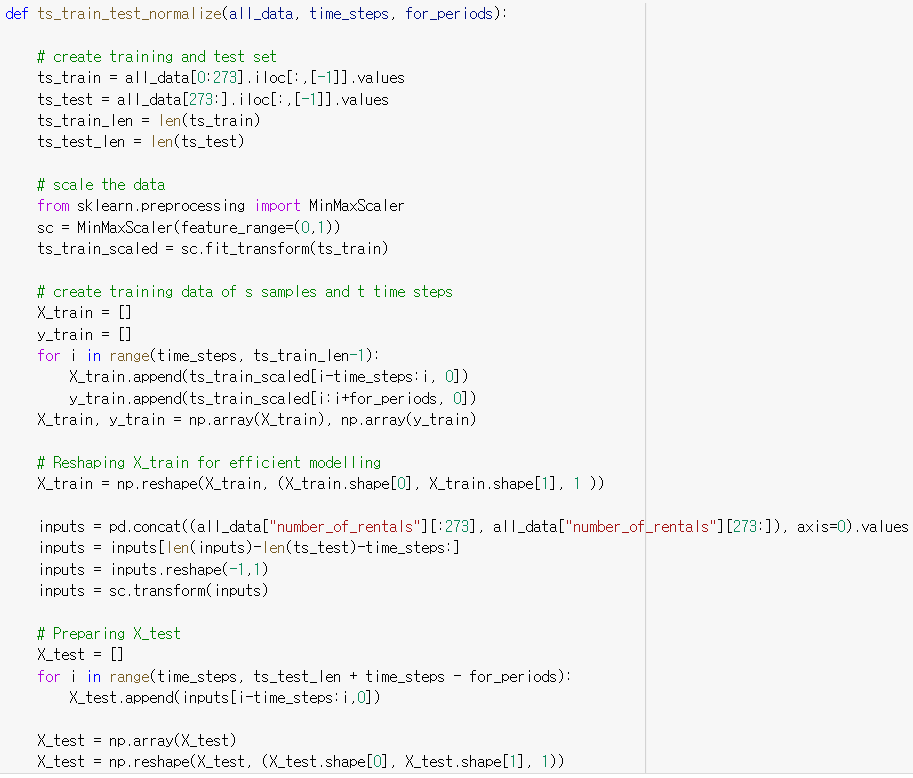 def ts_train_test_normalize(all_data, time_steps, for_periods):
    # create training and test set
    ts_train = all_data[0:273].iloc[:,[-1]].values
    ts_test = all_data[273:].iloc[:,[-1]].values
    ts_train_len = len(ts_train)
    ts_test_len = len(ts_test)
    # scale the data
    from sklearn.preprocessing import MinMaxScaler
    sc = MinMaxScaler(feature_range=(0,1))
    ts_train_scaled = sc.fit_transform(ts_train)
    # create training data of s samples and t time steps
    X_train = []
    y_train = []
    for i in range(time_steps, ts_train_len-1):
        X_train.append(ts_train_scaled[i-time_steps:i, 0])
        y_train.append(ts_train_scaled[i:i+for_periods, 0])
    X_train, y_train = np.array(X_train), np.array(y_train)
    # Reshaping X_train for efficient modelling
    X_train = np.reshape(X_train, (X_train.shape[0], X_train.shape[1], 1 ))
    inputs = pd.concat((all_data["number_of_rentals"][:273], all_data["number_of_rentals"][273:]), axis=0).values
    inputs = inputs[len(inputs)-len(ts_test)-time_steps:]
    inputs = inputs.reshape(-1,1)
    inputs = sc.transform(inputs)
    # Preparing X_test
    X_test = []
    for i in range(time_steps, ts_test_len + time_steps - for_periods):
        X_test.append(inputs[i-time_steps:i,0])
    X_test = np.array(X_test)
    X_test = np.reshape(X_test, (X_test.shape[0], X_test.shape[1], 1))